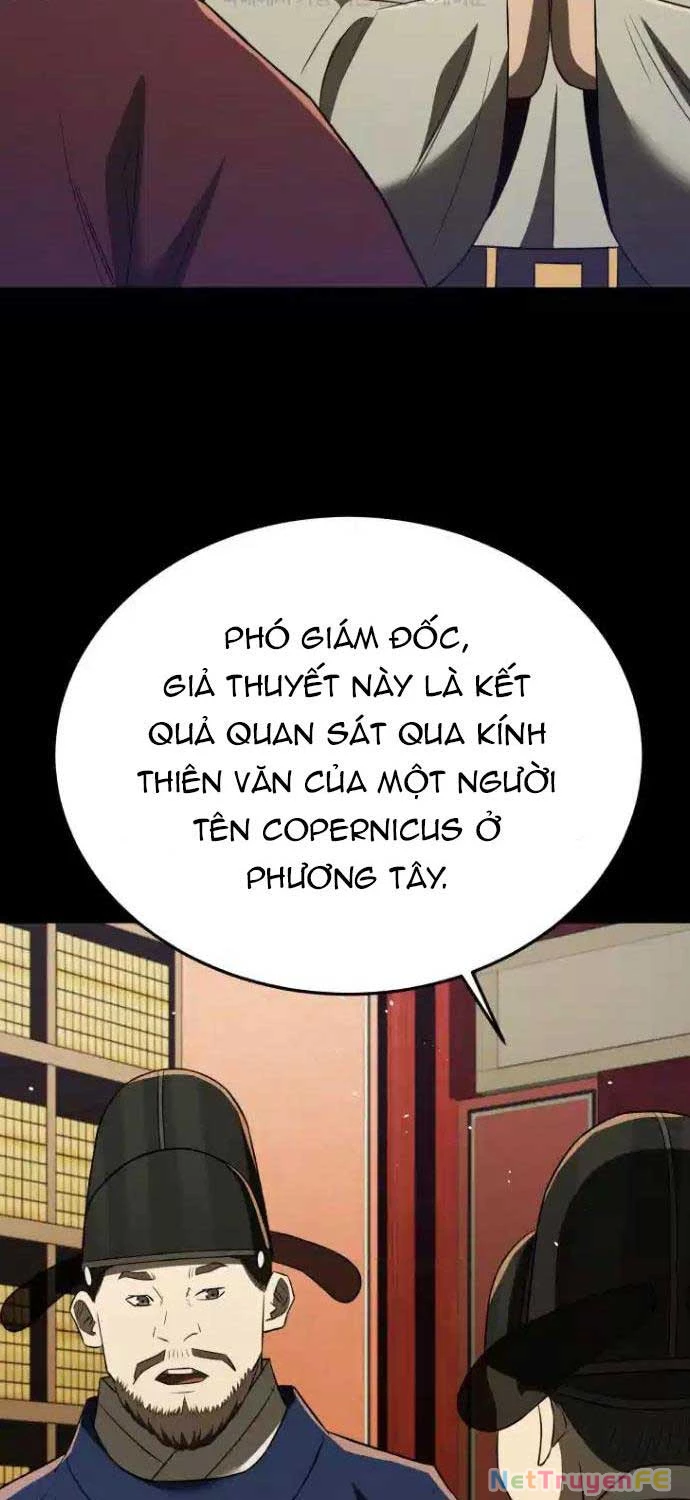 PHÓ GIÁM ĐỐC,
GIẢ THUYẾT NÀY LÀ KẾT
QUẢ QUAN SÁT QUA KÍNH
THIÊN VĂN CỦA MỘT NGƯỜI
TÊN COPERNICUS Ở
PHƯƠNG TÂY.
NetTruyenFE